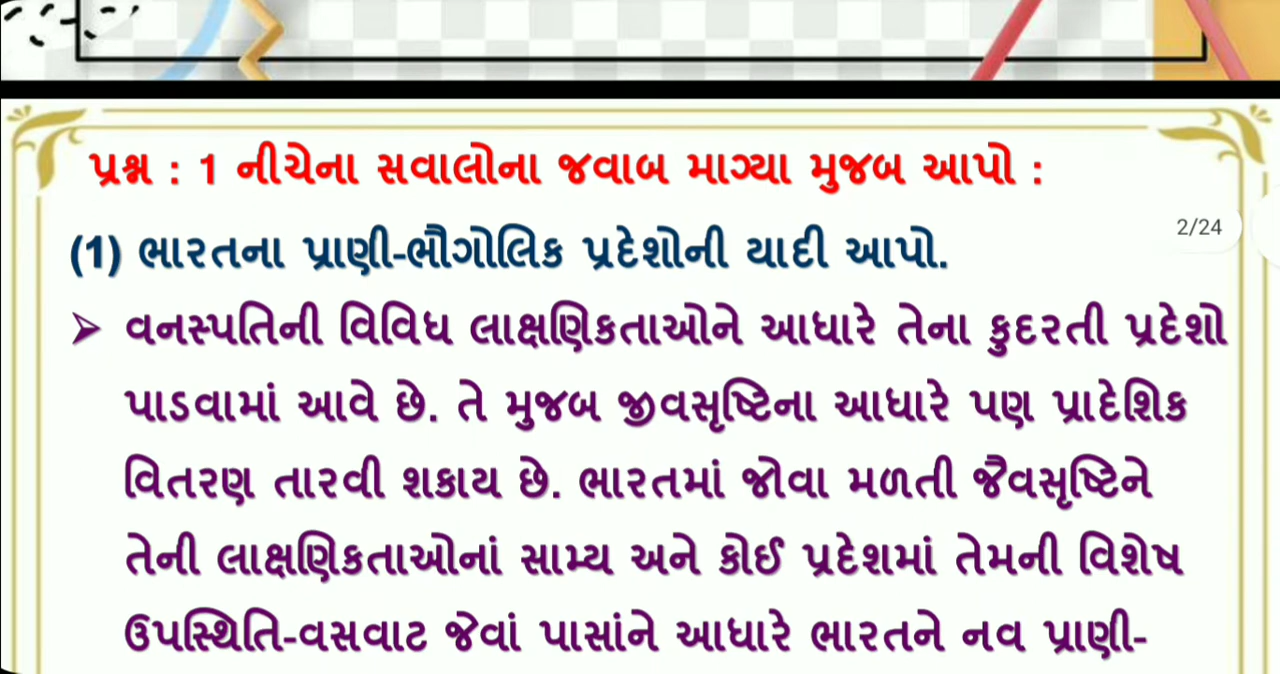 પ્રશ્ન : 1 નીચેના સવાલોના જવાબ માગ્યા મુજબ આપો :
(1) ભારતના પ્રાણી-ભૌગોલિક પ્રદેશોની યાદી આપો.
2/24
➢ વનસ્પતિની વિવિધ લાક્ષણિકતાઓને આધારે તેના કુદરતી પ્રદેશો
પાડવામાં આવે છે. તે મુજબ જીવસૃષ્ટિના આધારે પણ પ્રાદેશિક
વિતરણ તારવી શકાય છે. ભારતમાં જોવા મળતી જૈવસૃષ્ટિને
તેની લાક્ષણિકતાઓનાં સામ્ય અને કોઈ પ્રદેશમાં તેમની વિશેષ
ઉપસ્થિતિ-વસવાટ જેવાં પાસાંને આધારે ભારતને નવ પ્રાણી-